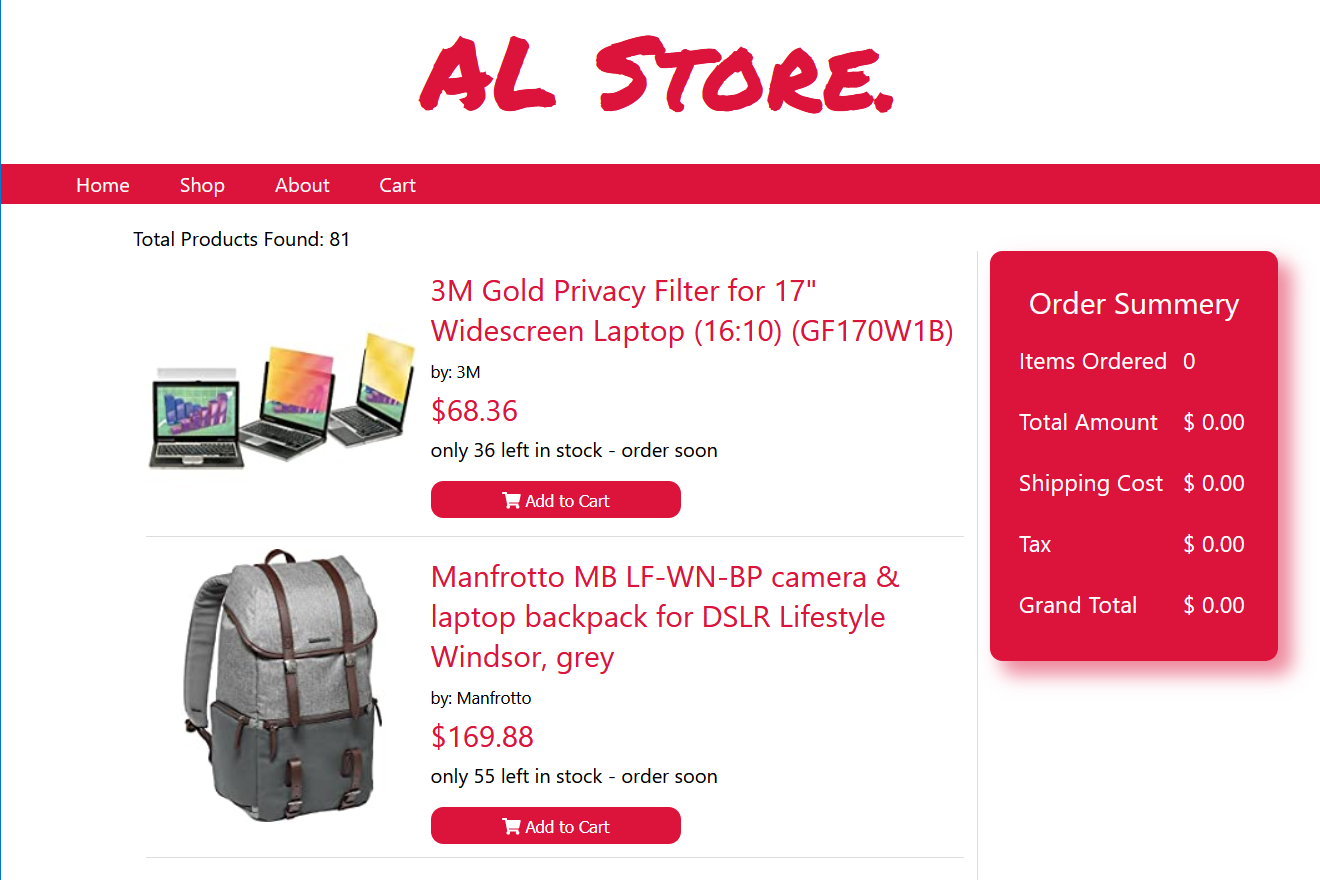 AL Store.
Home Shop About Cart
Total Products Found: 81
3M Gold Privacy Filter for 17"
Widescreen Laptop (16:10) (GF170W1B)
by: 3M
$68.36
only 36 left in stock - order soon
Add to Cart
Manfrotto MB LF-WN-BP camera &
laptop backpack for DSLR Lifestyle
Windsor, grey
by: Manfrotto
$169.88
only 55 left in stock - order soon
Add to Cart
Order Summery
Items Ordered 0
Total Amount $ 0.00
Shipping Cost $ 0.00
Tax $ 0.00
Grand Total $ 0.00